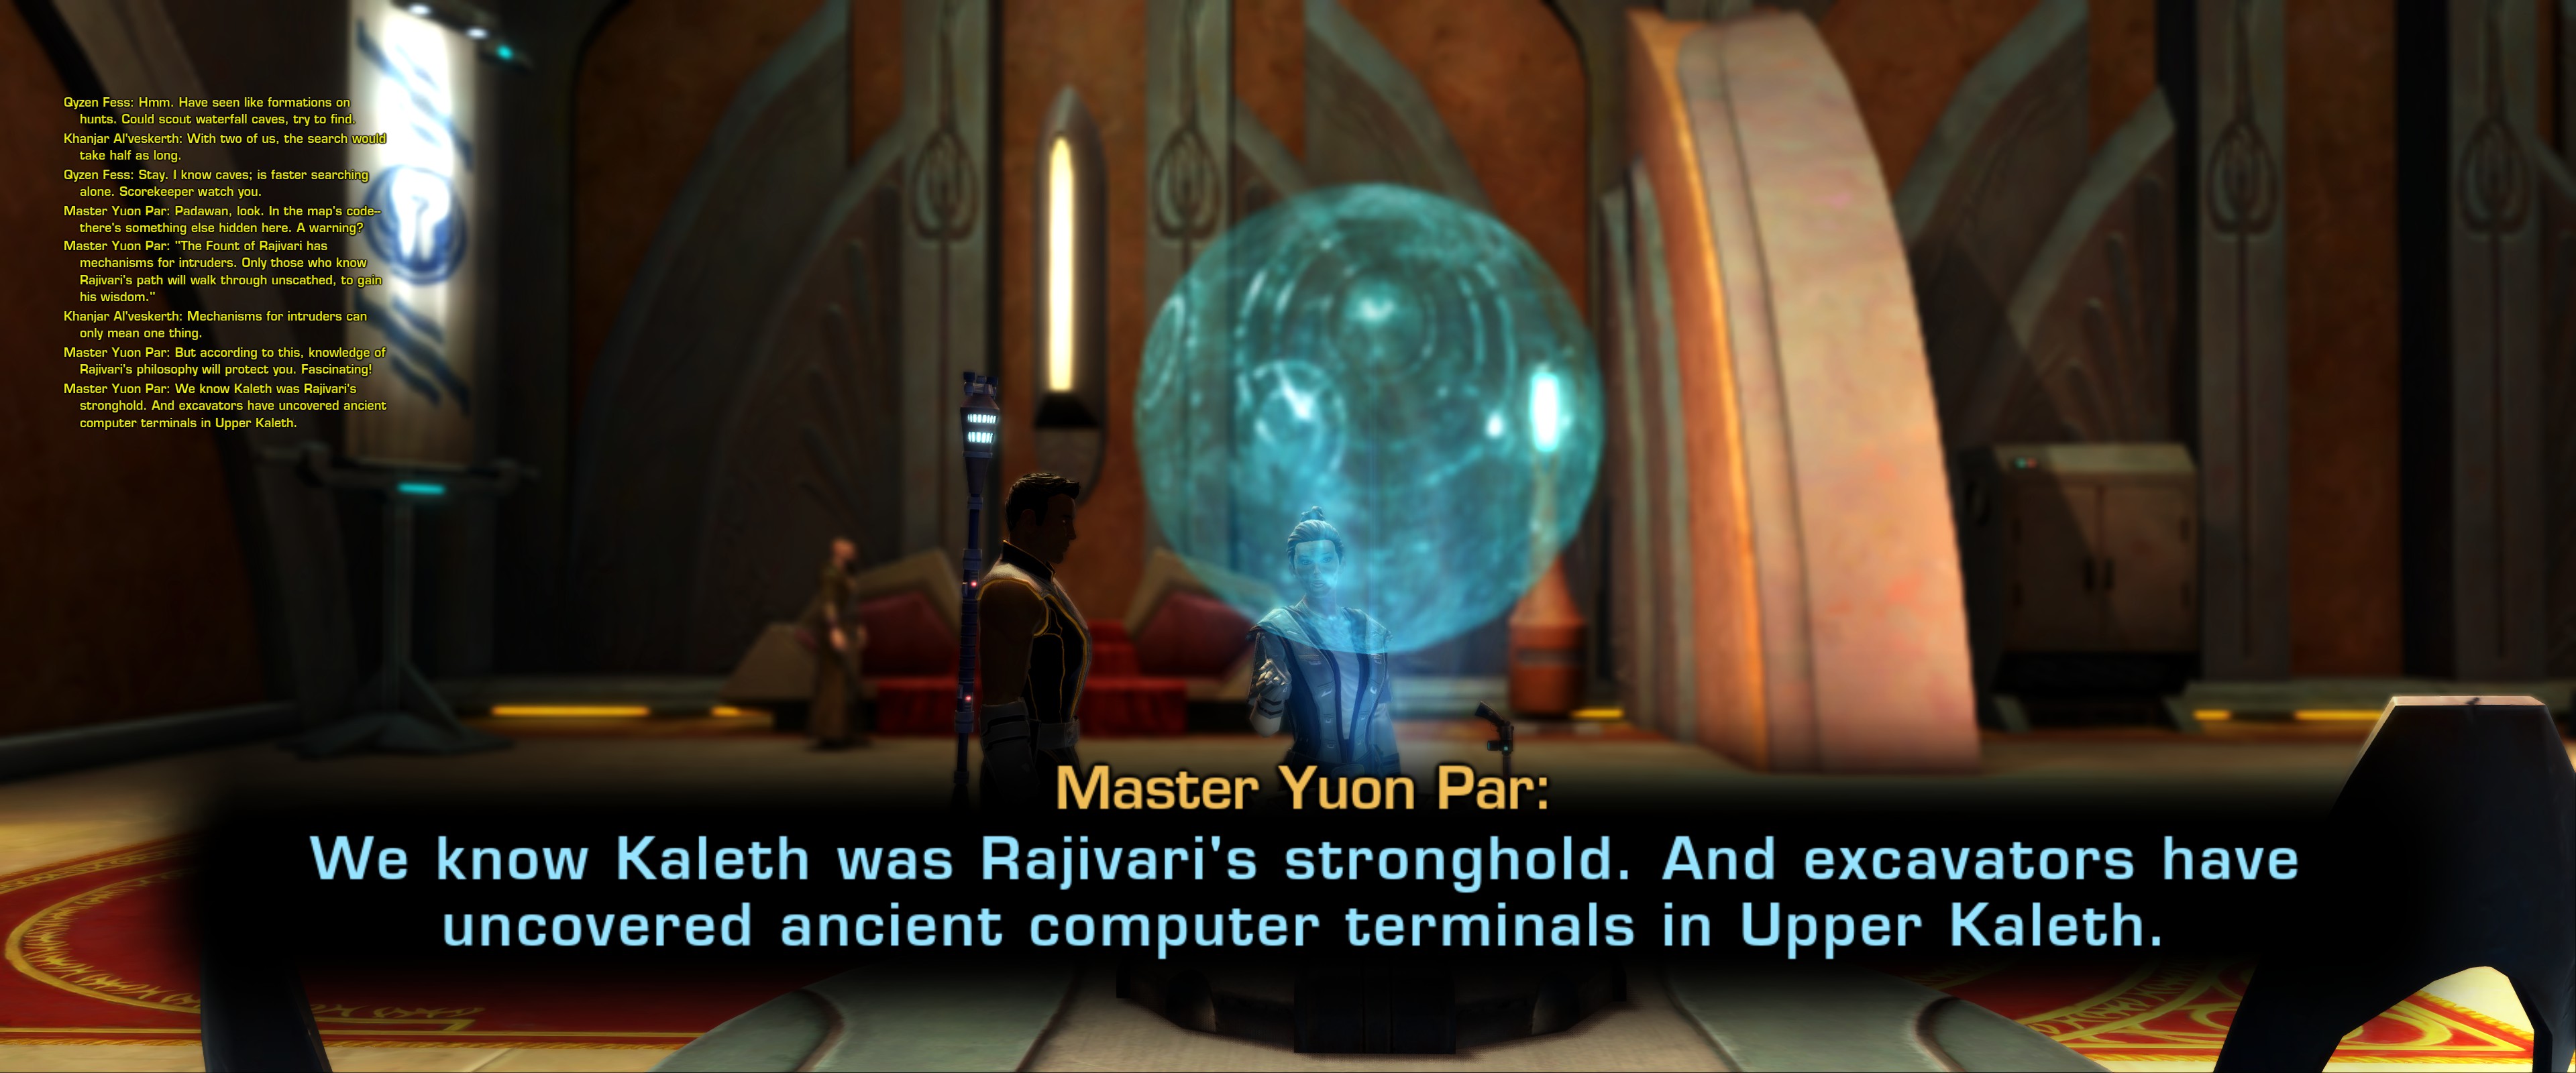 Qyzen Fess: Hmm. Have seen like formations on
hunts. Could scout waterfall caves, try to find.
Khanjar Al'veskerth: With two of us, the search would
take half as long.
Qyzen Fess: Stay. I know caves; is faster searching
alone. Scorekeeper watch you.
Master Yuon Par: Padawan, look. In the map's code–
there's something else hidden here. A warning?
Master Yuon Par: "The Fount of Rajivari has
mechanisms for intruders. Only those who know
Rajivari's path will walk through unscathed, to gain
his wisdom."
Khanjar Al'veskerth: Mechanisms for intruders can
only mean one thing.
Master Yuon Par: But according to this, knowledge of
Rajivari's philosophy will protect you. Fascinating!
Master Yuon Par: We know Kaleth was Rajivari's
stronghold. And excavators have uncovered ancient
computer terminals in Upper Kaleth.
Master Yuon Par:
We know Kaleth was Rajivari's stronghold. And excavators have
uncovered ancient computer terminals in Upper Kaleth.